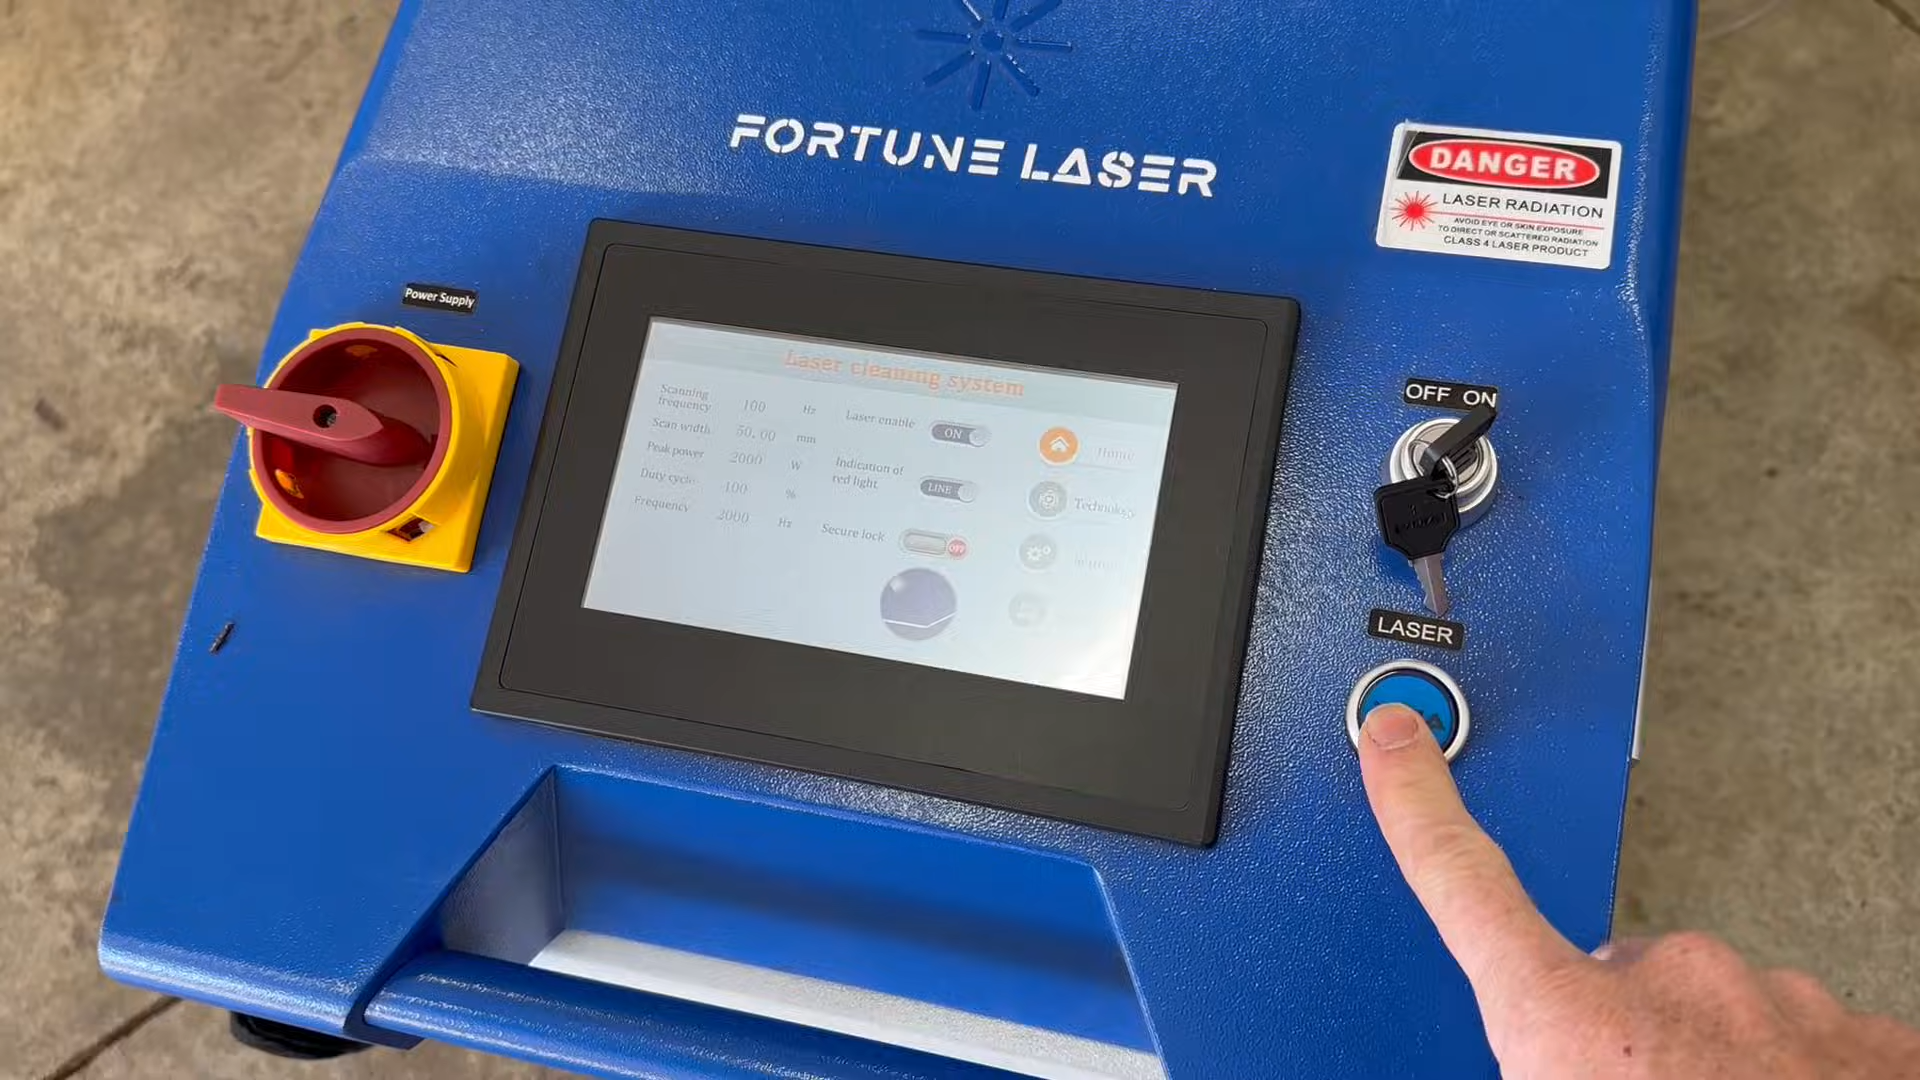 FORTUNE LASER
DANGER
LASER RADIATION
AVOID EYE OR SKIN EXPOSURE
TO DIRECT OR SCATTERED RADIATION
CLASS 4 LASER PRODUCT
Power Supply
Laser cleaning system
Scanning frequency 100 Hz
Scan width 50.00 mm
Peak power 2000 W
Duty cycle 100 %
Frequency 2000 Hz
Laser enable ON
Indication of red light LINE
Secure lock OFF
Home
Technology
OFF ON
LASER